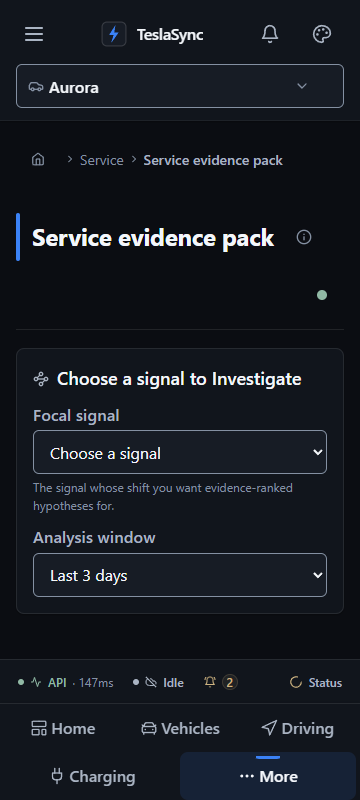 TeslaSync
Aurora
Service
Service evidence pack
Service evidence pack
Choose a signal to Investigate
Focal signal
Choose a signal
The signal whose shift you want evidence-ranked
hypotheses for.
Analysis window
Last 3 days
API · 147ms
Idle
2
Status
Home
Vehicles
Driving
Charging
More